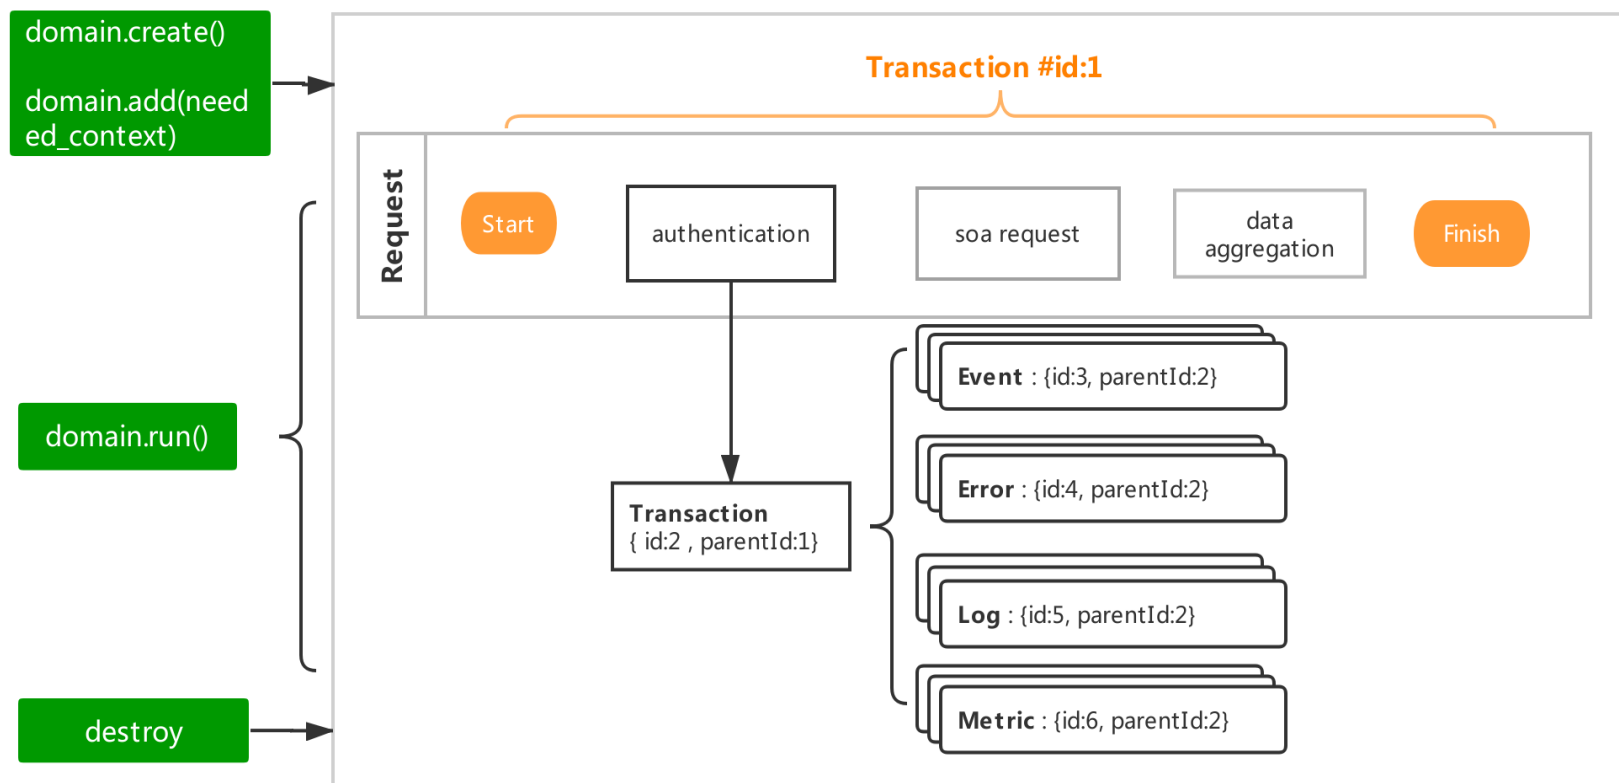 domain.create()
domain.add(need
ed_context)
Transaction #id:1
Request
Start
authentication
soa request
data
aggregation
Finish
domain.run()
Event : {id:3, parentId:2}
Error : {id:4, parentId:2}
Transaction
{ id:2 , parentId:1}
Log : {id:5, parentId:2}
Metric : {id:6, parentId:2}
destroy